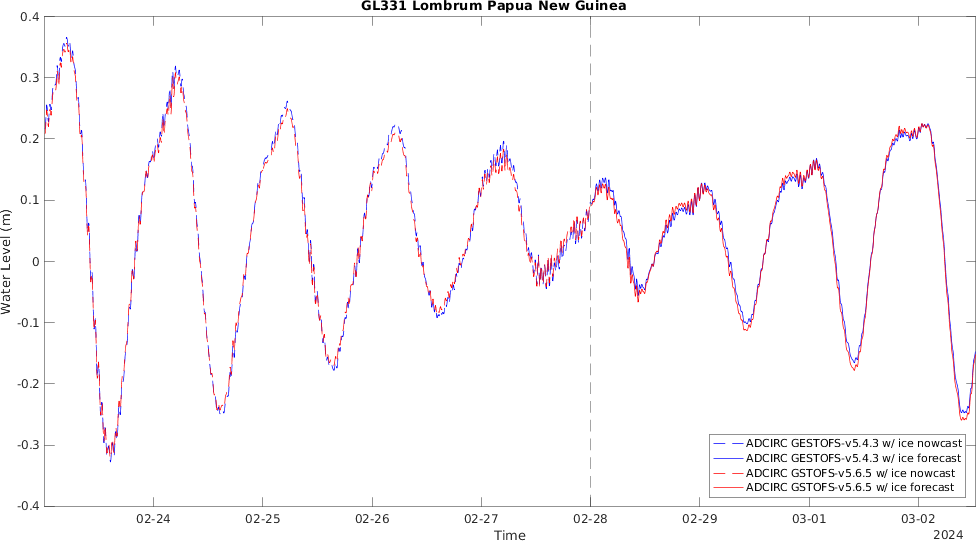 GL331 Lombrum Papua New Guinea
0.4
0.3
0.2
0.1
0
-0.1
-0.2
-0.3
-0.4
Water Level (m)
ADCIRC GESTOFS-v5.4.3 w/ ice nowcast
ADCIRC GESTOFS-v5.4.3 w/ ice forecast
ADCIRC GSTOFS-v5.6.5 w/ ice nowcast
ADCIRC GSTOFS-v5.6.5 w/ ice forecast
02-24 02-25 02-26 02-27 02-28 02-29 03-01 03-02
Time
2024